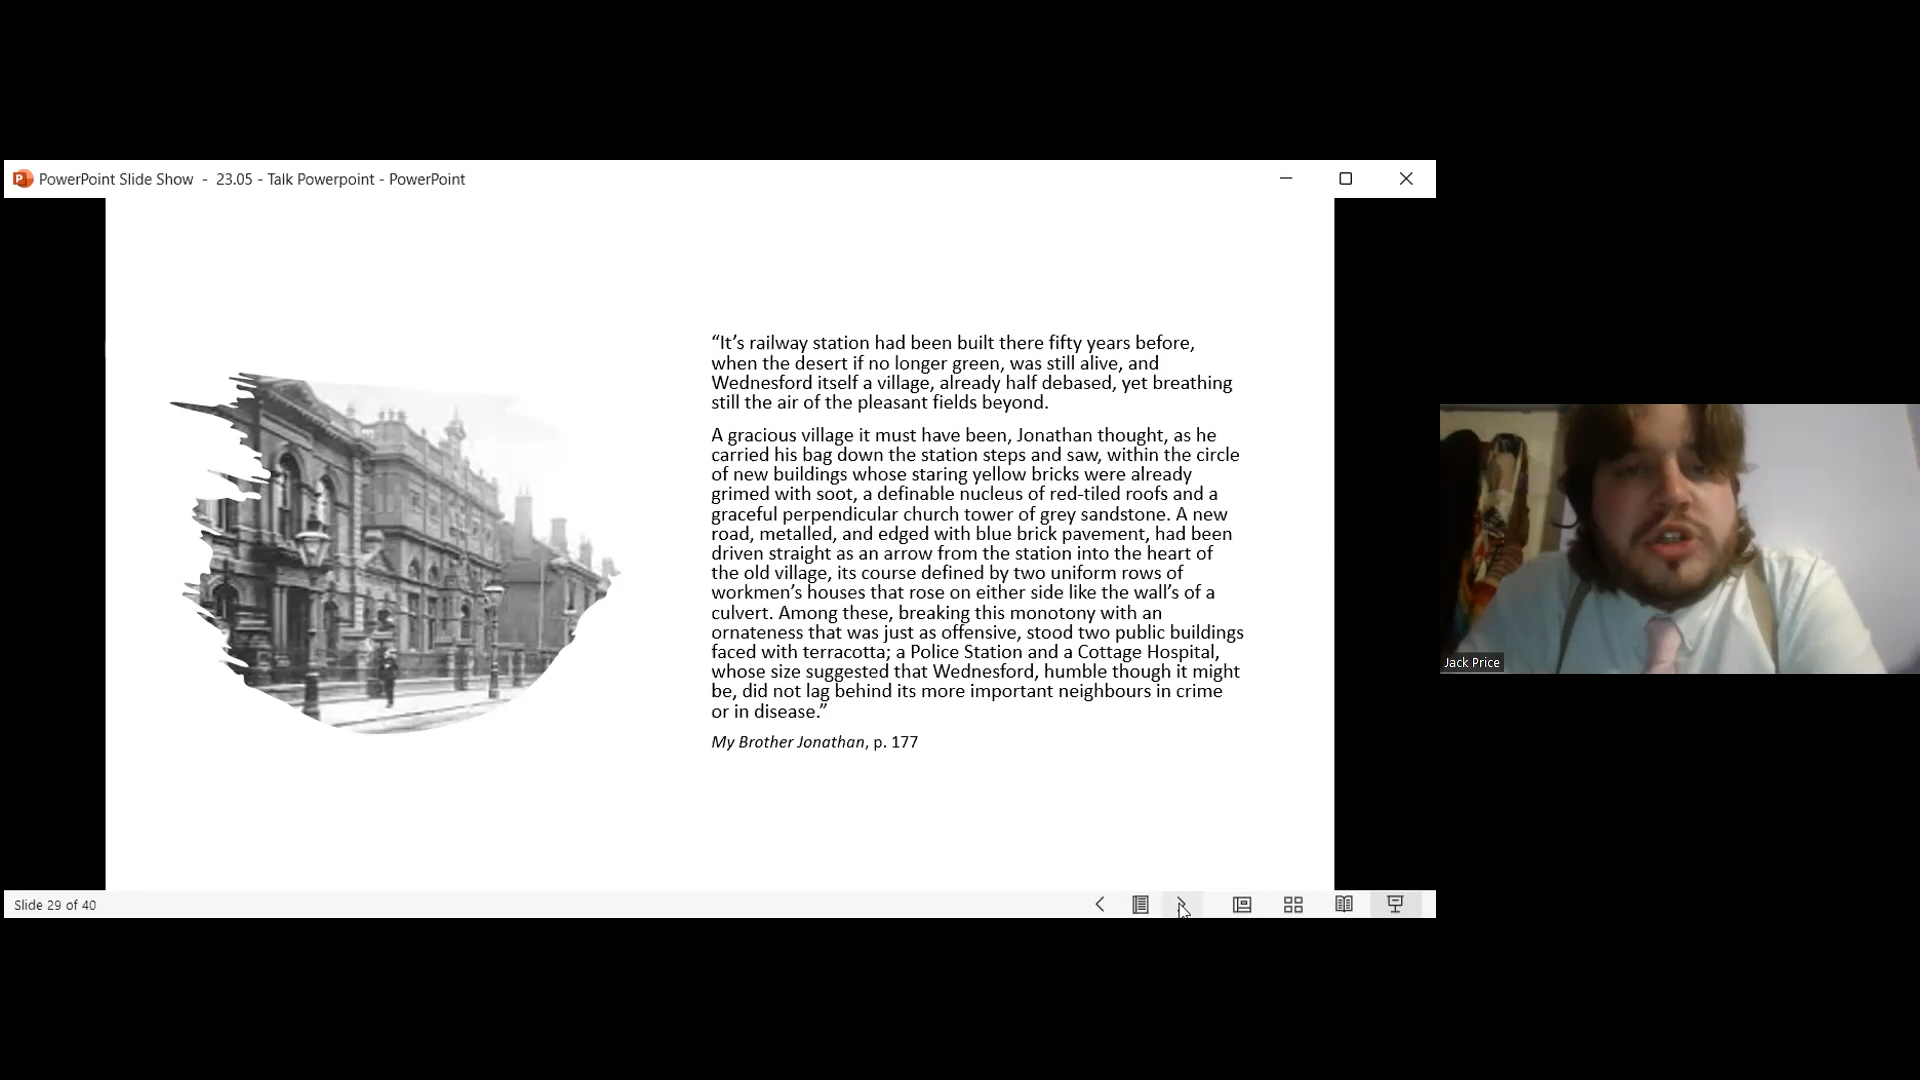 PowerPoint Slide Show - 23.05 - Talk Powerpoint - PowerPoint
“It’s railway station had been built there fifty years before,
when the desert if no longer green, was still alive, and
Wednesford itself a village, already half debased, yet breathing
still the air of the pleasant fields beyond.
A gracious village it must have been, Jonathan thought, as he
carried his bag down the station steps and saw, within the circle
of new buildings whose staring yellow bricks were already
grimed with soot, a definable nucleus of red-tiled roofs and a
graceful perpendicular church tower of grey sandstone. A new
road, metalled, and edged with blue brick pavement, had been
driven straight as an arrow from the station into the heart of
the old village, its course defined by two uniform rows of
workmen’s houses that rose on either side like the wall’s of a
culvert. Among these, breaking this monotony with an
ornateness that was just as offensive, stood two public buildings
faced with terracotta; a Police Station and a Cottage Hospital,
whose size suggested that Wednesford, humble though it might
be, did not lag behind its more important neighbours in crime
or in disease.”
My Brother Jonathan, p. 177
Jack Price
Slide 29 of 40